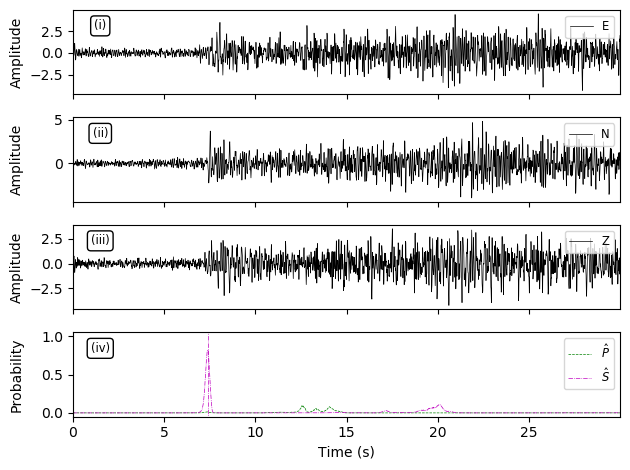 (i)
E
Amplitude
2.5
0.0
−2.5
(ii)
N
Amplitude
5
0
(iii)
Z
Amplitude
2.5
0.0
−2.5
(iv)
P̂
Ŝ
Probability
1.0
0.5
0.0
0 5 10 15 20 25
Time (s)